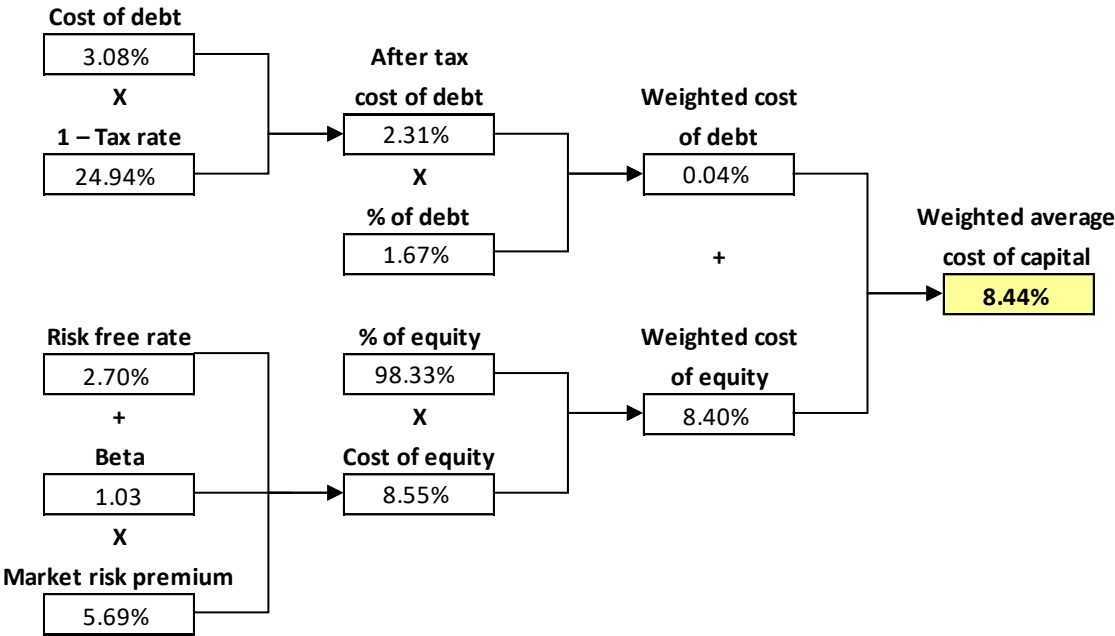 Cost of debt
3.08%
X
1 – Tax rate
24.94%
After tax
cost of debt
2.31%
X
% of debt
1.67%
Weighted cost
of debt
0.04%
+
Weighted average
cost of capital
8.44%
Risk free rate
2.70%
+
Beta
1.03
X
Market risk premium
5.69%
% of equity
98.33%
X
Cost of equity
8.55%
Weighted cost
of equity
8.40%